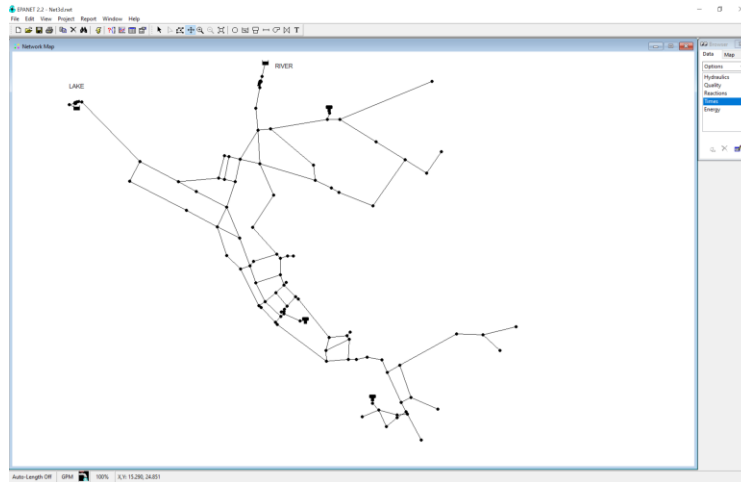 EPANET 2.2 - Net3d.net
File Edit View Project Report Window Help
T
Network Map
Browser
Data Map
Options
Hydraulics
Quality
Reactions
Times
Energy
RIVER
LAKE
Auto-Length Off GPM 100% X,Y: 15.290, 24.851